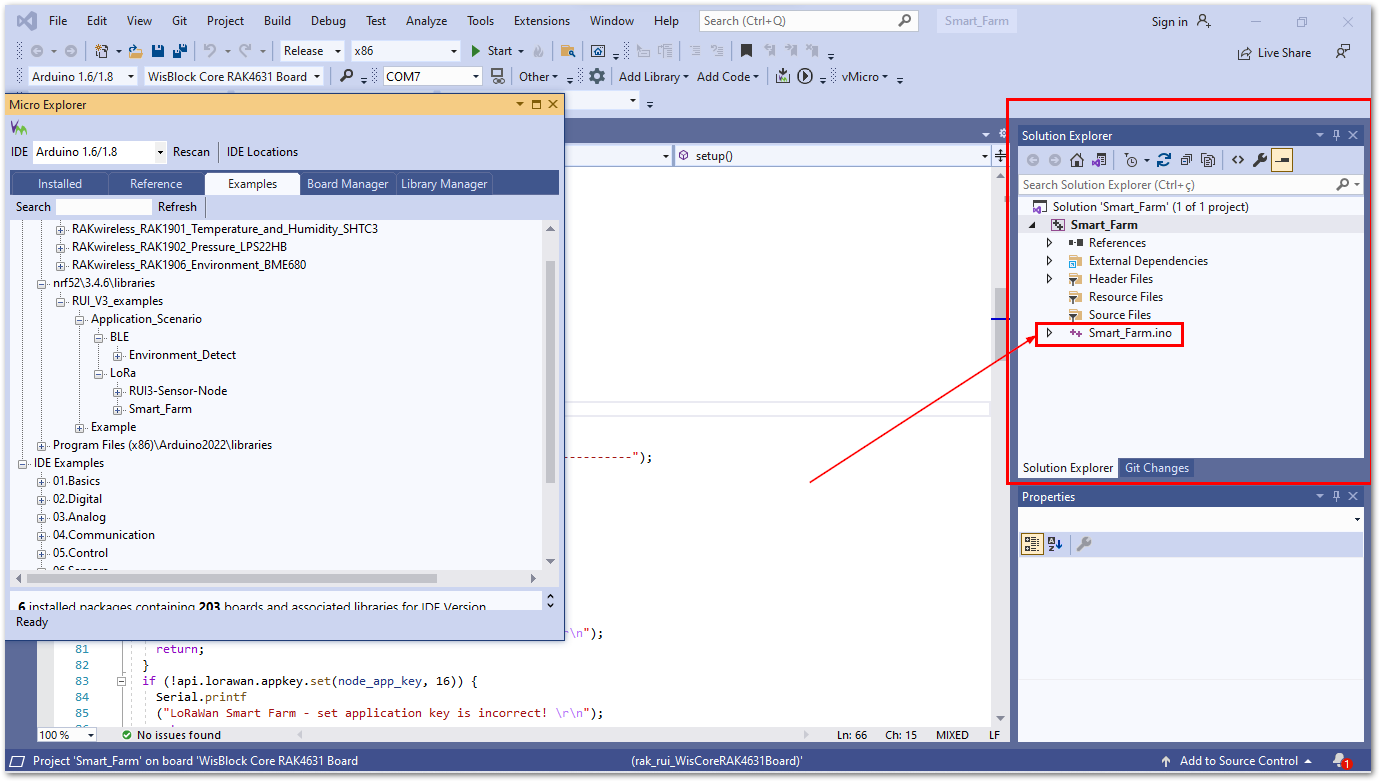 File Edit View Git Project Build Debug Test Analyze Tools Extensions Window Help Search (Ctrl+Q) Smart_Farm Sign in
Release x86 Start
Live Share
Arduino 1.6/1.8 WisBlock Core RAK4631 Board COM7 Other Add Library Add Code vMicro
Micro Explorer
IDE Arduino 1.6/1.8 Rescan IDE Locations
Installed Reference Examples Board Manager Library Manager
Search Refresh
RAKwireless_RAK1901_Temperature_and_Humidity_SHTC3
RAKwireless_RAK1902_Pressure_LPS22HB
RAKwireless_RAK1906_Environment_BME680
nrf52\3.4.6\libraries
RUI_V3_examples
Application_Scenario
BLE
Environment_Detect
LoRa
RUI3-Sensor-Node
Smart_Farm
Example
Program Files (x86)\Arduino2022\libraries
IDE Examples
01.Basics
02.Digital
03.Analog
04.Communication
05.Control
06.Sensors
6 installed packages containing 203 boards and associated libraries for IDE Version
Ready
setup()
-----------");
r\n");
81 return;
82 }
83 if (!api.lorawan.appkey.set(node_app_key, 16)) {
84 Serial.printf
85 ("LoRaWan Smart Farm - set application key is incorrect! \r\n");
100 % No issues found Ln: 66 Ch: 15 MIXED LF
Solution Explorer
Search Solution Explorer (Ctrl+ç)
Solution 'Smart_Farm' (1 of 1 project)
Smart_Farm
References
External Dependencies
Header Files
Resource Files
Source Files
Smart_Farm.ino
Solution Explorer Git Changes
Properties
Project 'Smart_Farm' on board 'WisBlock Core RAK4631 Board (rak_rui_WisCoreRAK4631Board)' Add to Source Control 1